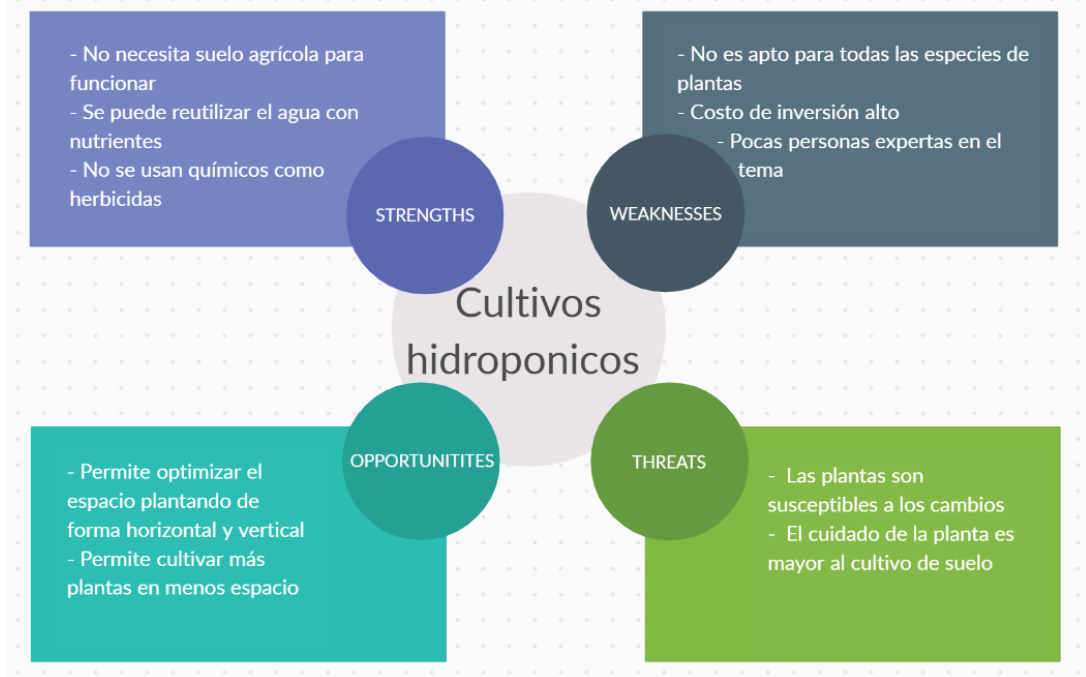 - No necesita suelo agrícola para
funcionar
- Se puede reutilizar el agua con
nutrientes
- No se usan químicos como
herbicidas
STRENGTHS
- No es apto para todas las especies de
plantas
- Costo de inversión alto
- Pocas personas expertas en el
tema
WEAKNESSES
Cultivos
hidroponicos
- Permite optimizar el
espacio plantando de
forma horizontal y vertical
- Permite cultivar más
plantas en menos espacio
OPPORTUNITITES
THREATS
- Las plantas son
susceptibles a los cambios
- El cuidado de la planta es
mayor al cultivo de suelo